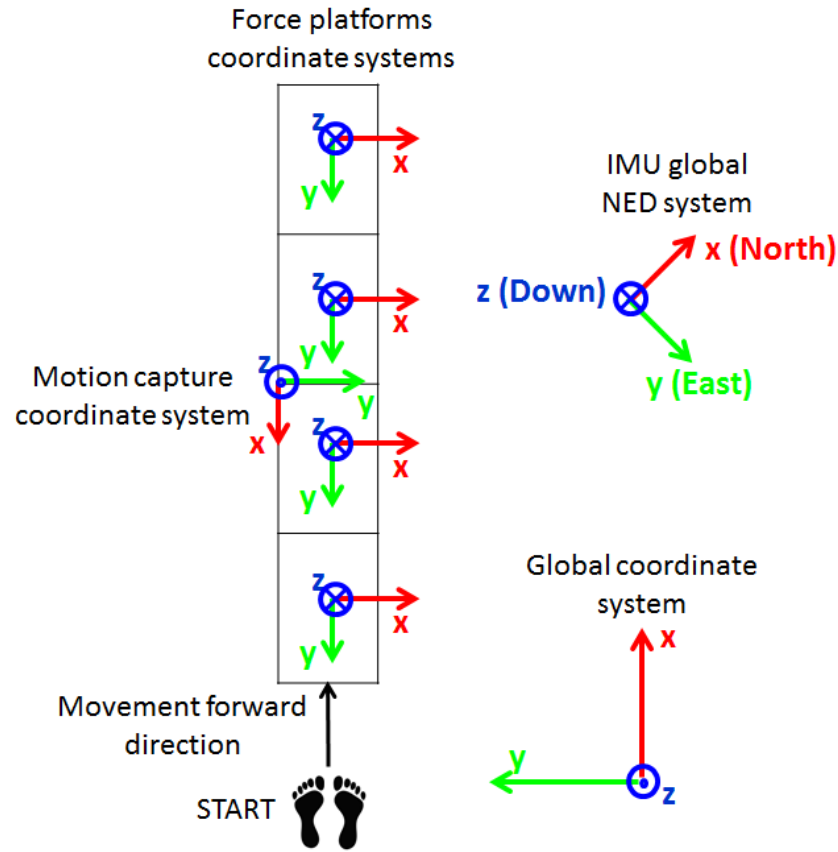 Force platforms
coordinate systems
z
x
y
IMU global
NED system
x (North)
z (Down)
y (East)
z
x
y
Motion capture
coordinate system
z
y
x
z
x
y
Global coordinate
system
x
y
z
z
x
y
Movement forward
direction
START